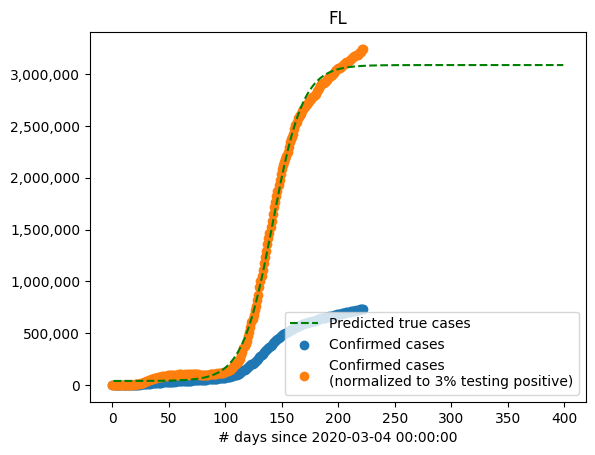 FL
3,000,000
2,500,000
2,000,000
1,500,000
1,000,000
500,000
0
Predicted true cases
Confirmed cases
Confirmed cases
(normalized to 3% testing positive)
0 50 100 150 200 250 300 350 400
# days since 2020-03-04 00:00:00